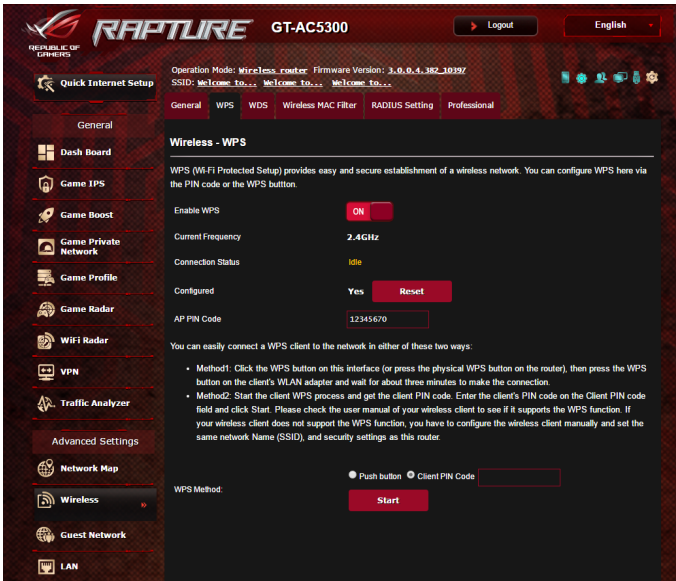 REPUBLIC OF
GAMERS
RAPTURE GT-AC5300
Logout
English
Operation Mode: Wireless router Firmware Version: 3.0.0.4.382_10397
SSID: Welcome to... Welcome to... Welcome to...
Quick Internet Setup
General WPS WDS Wireless MAC Filter RADIUS Setting Professional
General
Dash Board
Game IPS
Game Boost
Game Private
Network
Game Profile
Game Radar
WiFi Radar
VPN
Traffic Analyzer
Advanced Settings
Network Map
Wireless
Guest Network
LAN
Wireless - WPS
WPS (Wi-Fi Protected Setup) provides easy and secure establishment of a wireless network. You can configure WPS here via
the PIN code or the WPS buttton.
Enable WPS ON
Current Frequency 2.4GHz
Connection Status Idle
Configured Yes Reset
AP PIN Code 12345670
You can easily connect a WPS client to the network in either of these two ways:
• Method1: Click the WPS button on this interface (or press the physical WPS button on the router), then press the WPS
button on the client's WLAN adapter and wait for about three minutes to make the connection.
• Method2: Start the client WPS process and get the client PIN code. Enter the client's PIN code on the Client PIN code
field and click Start. Please check the user manual of your wireless client to see if it supports the WPS function. If
your wireless client does not support the WPS function, you have to configure the wireless client manually and set the
same network Name (SSID), and security settings as this router.
WPS Method:
Push button Client PIN Code
Start